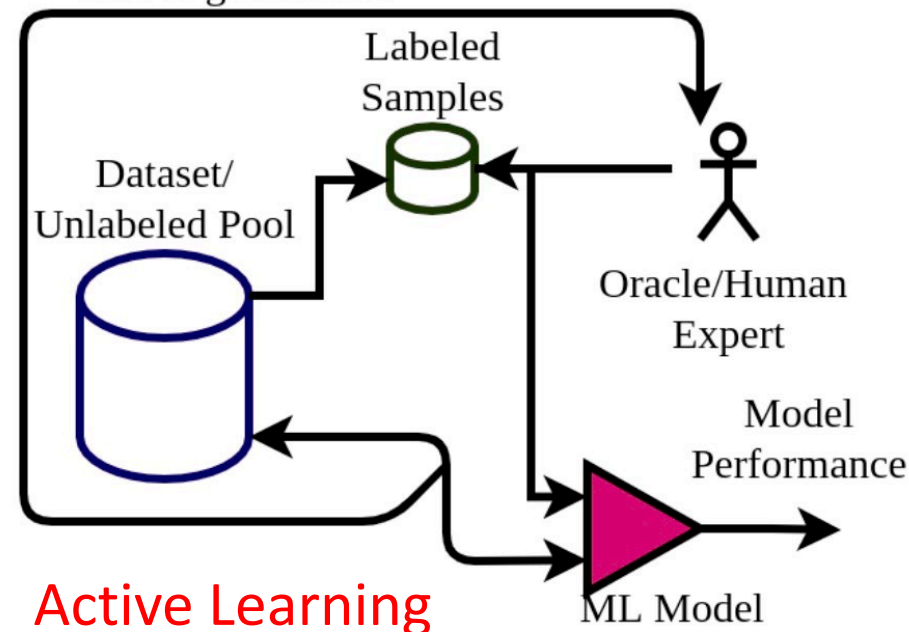 Labeled
Samples
Dataset/
Unlabeled Pool
Oracle/Human
Expert
Model
Performance
ML Model
Active Learning